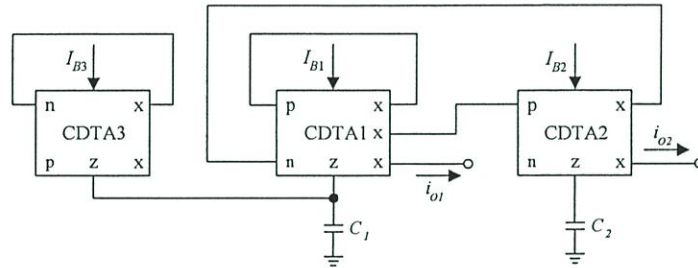 I_B3
n x
CDTA3
p z x
I_B1
p x
CDTA1 x
n z x
i_o1
C_1
I_B2
p x
CDTA2
n z x
i_o2
C_2